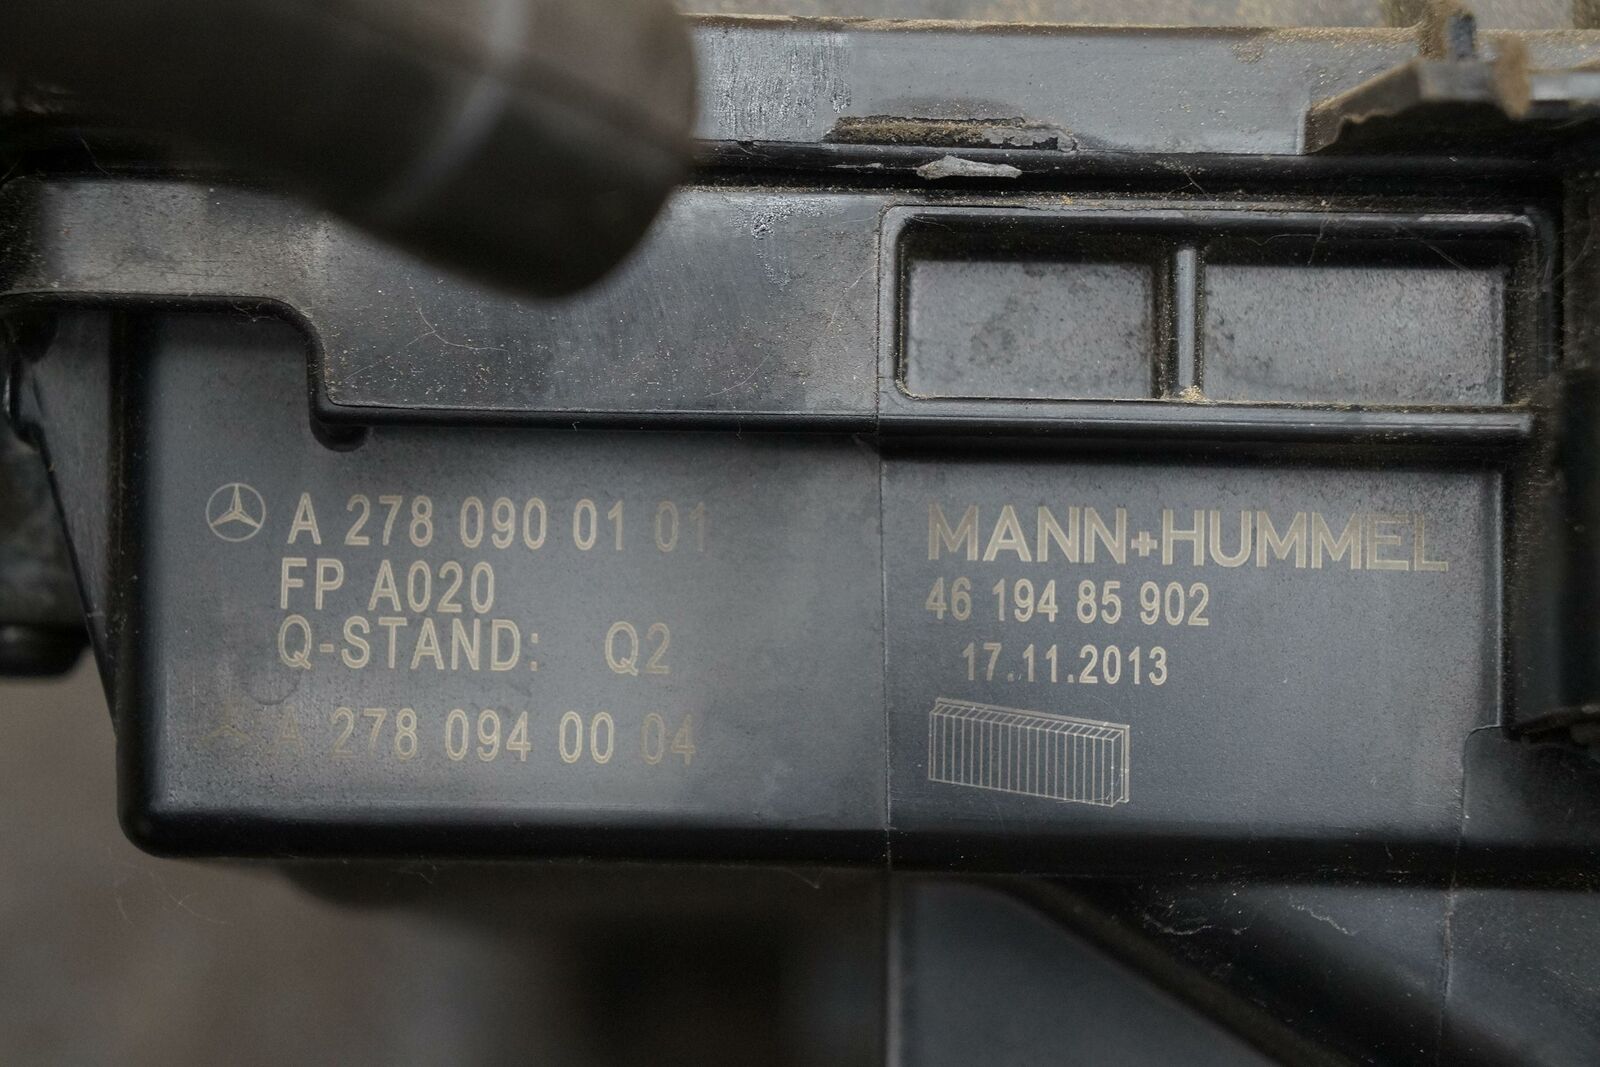 A 278 090 01 01
FP A020
Q-STAND: Q2
A 278 094 00 04
MANN+HUMMEL
46 194 85 902
17.11.2013